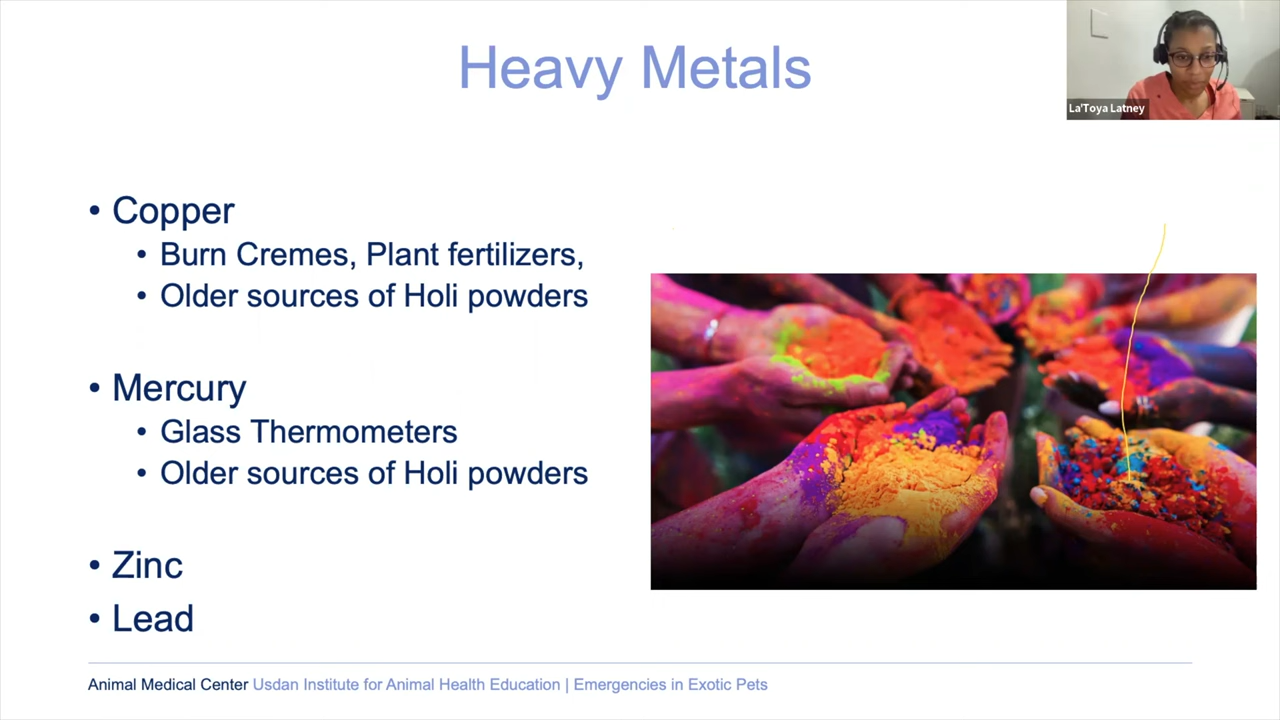 Heavy Metals
La'Toya Latney
• Copper
• Burn Cremes, Plant fertilizers,
• Older sources of Holi powders
• Mercury
• Glass Thermometers
• Older sources of Holi powders
• Zinc
• Lead
Animal Medical Center Usdan Institute for Animal Health Education | Emergencies in Exotic Pets